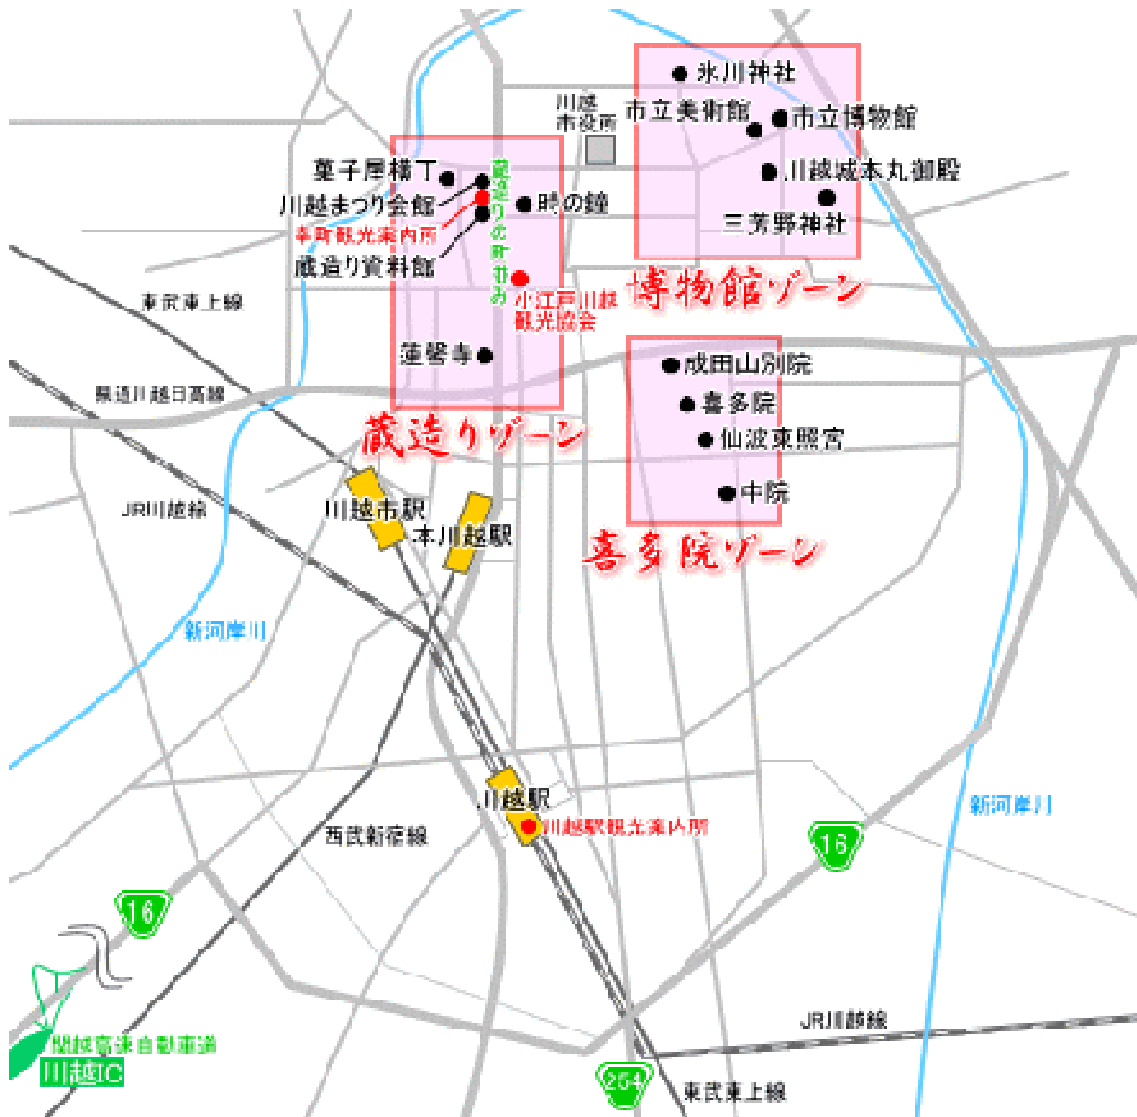 氷川神社
川越
市役所
市立美術館
市立博物館
菓子屋横丁
川越城本丸御殿
川越まつり会館
蔵造りの町並み
時の鐘
三芳野神社
幸町観光案内所
蔵造り資料館
博物館ゾーン
東武東上線
小江戸川越
観光協会
蓮馨寺
成田山別院
県道川越日高線
喜多院
蔵造りゾーン
仙波東照宮
中院
JR川越線
川越市駅
本川越駅
喜多院ゾーン
新河岸川
川越駅
新河岸川
川越駅観光案内所
西武新宿線
16
16
JR川越線
関越高速自動車道
川越IC
254
東武東上線